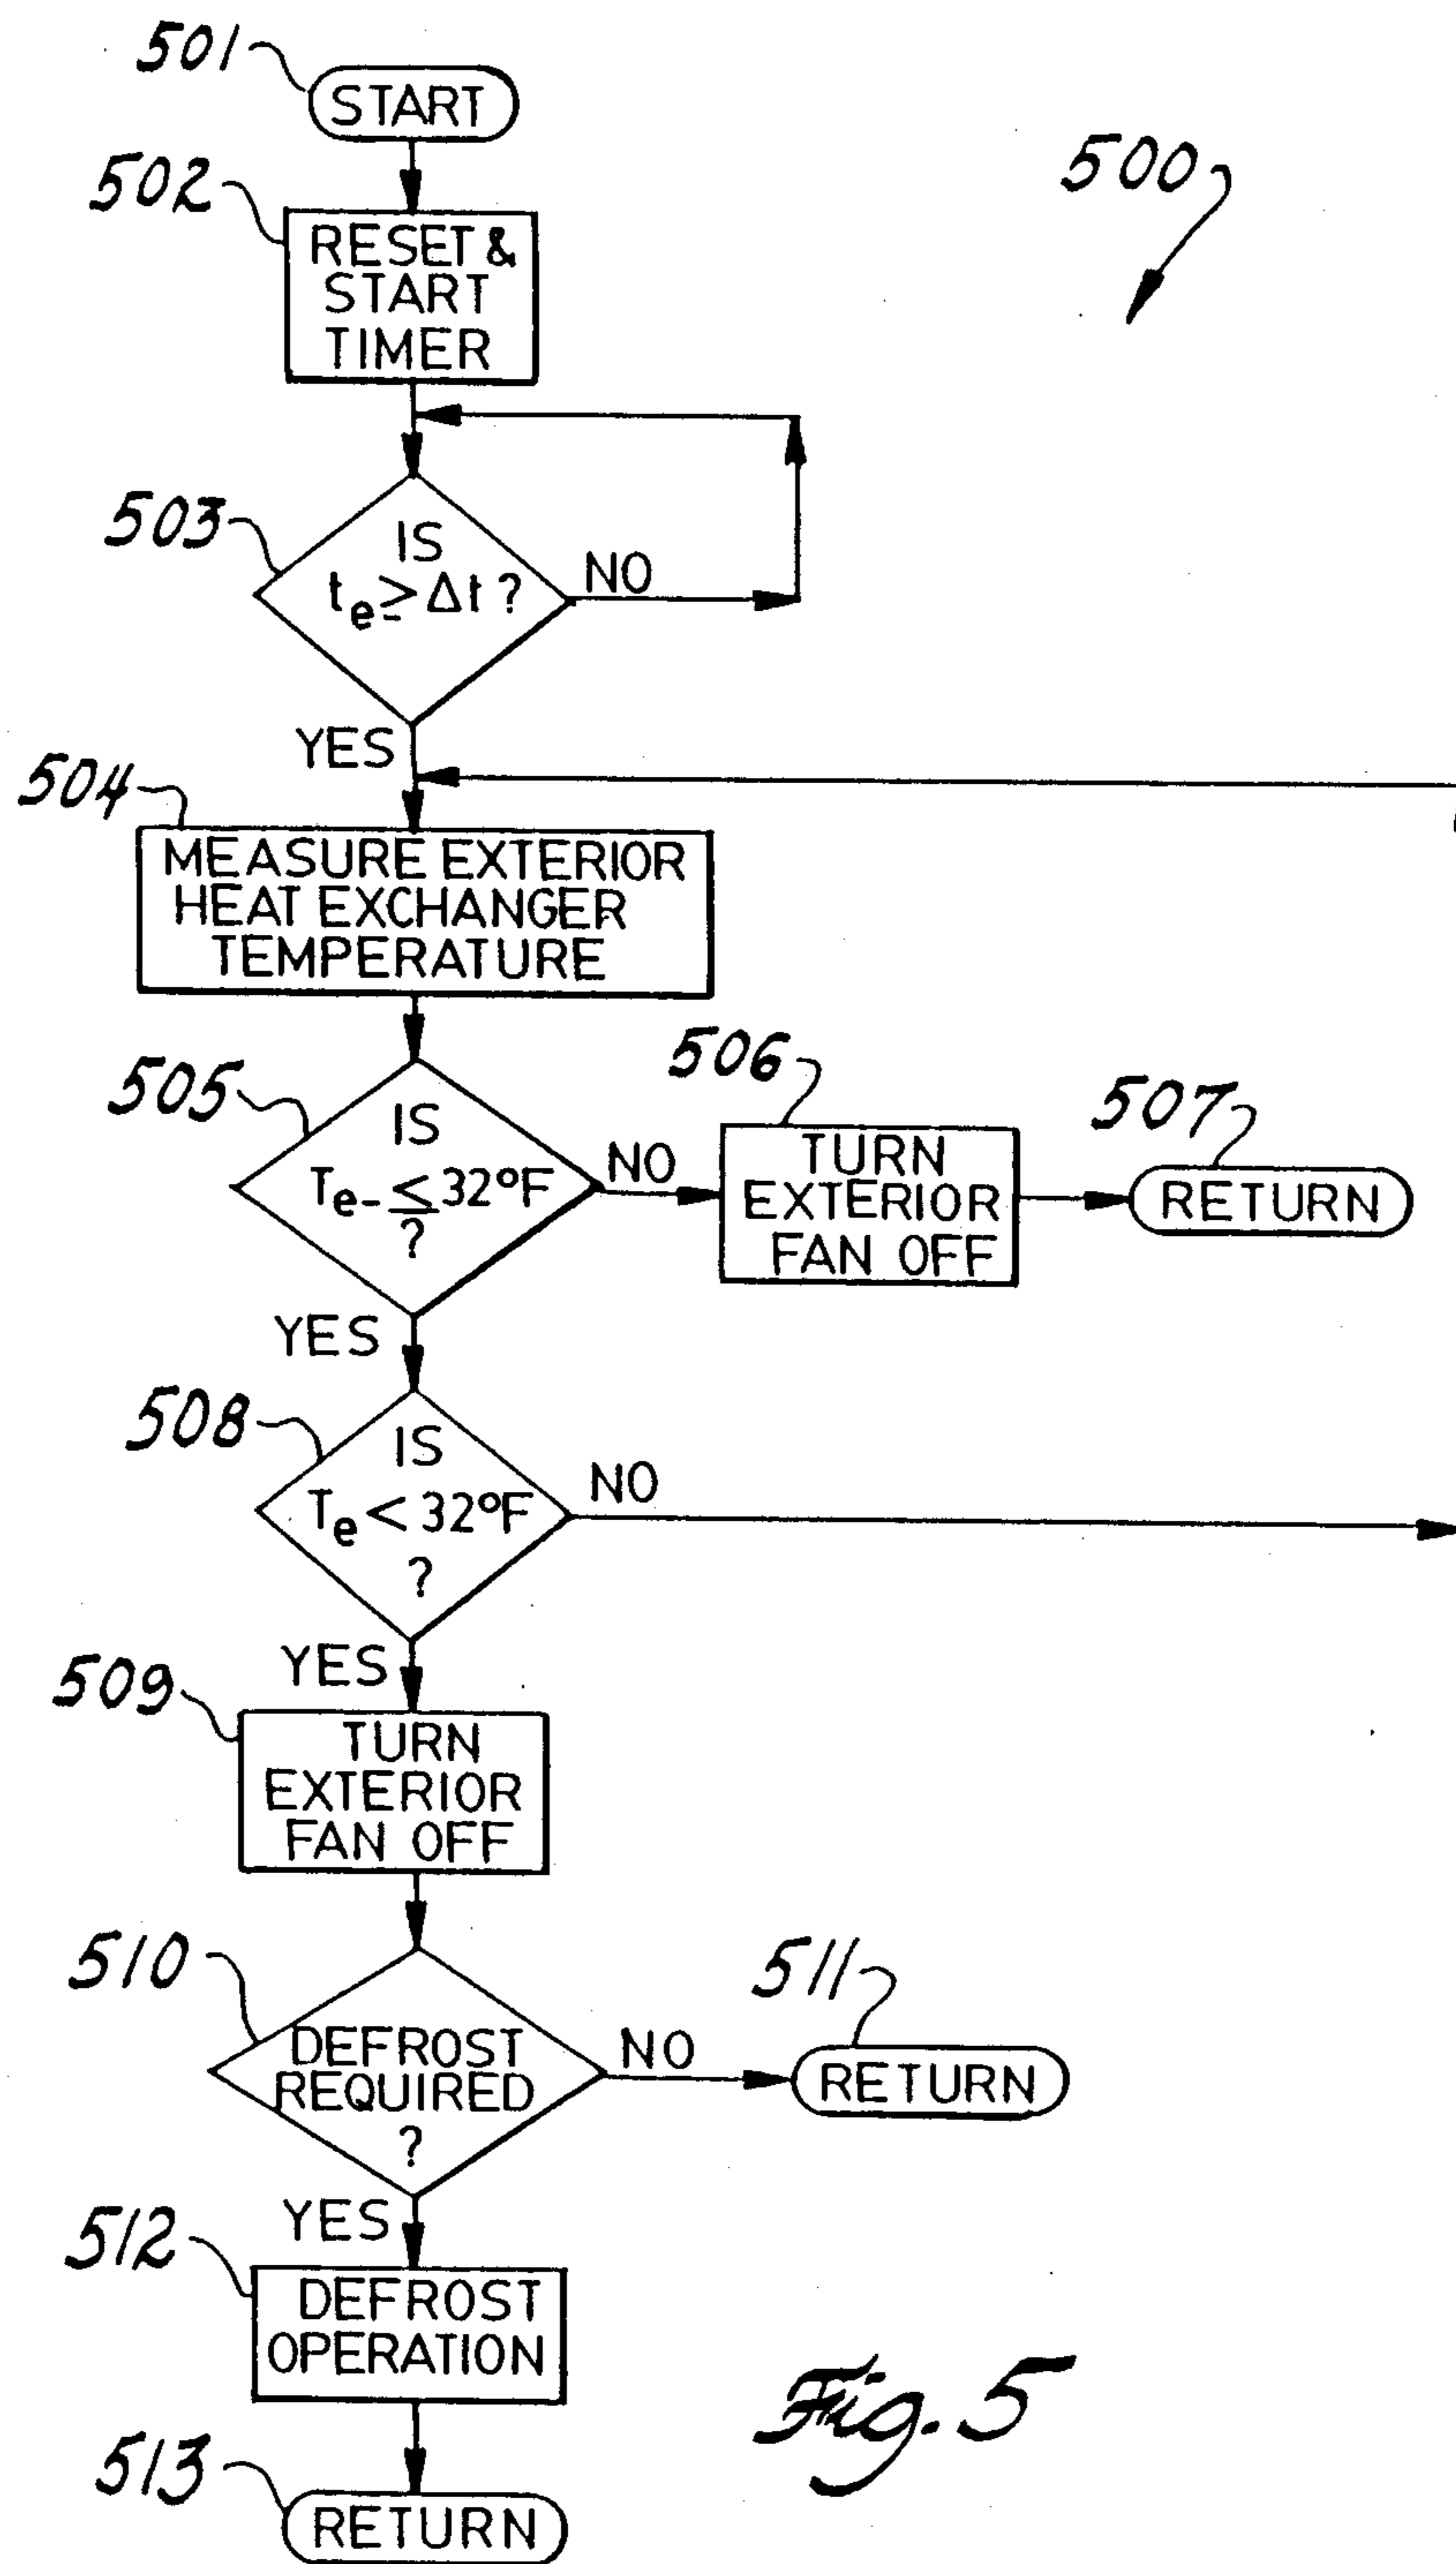 501
START
500
502
RESET &
START
TIMER
503
IS
te ≥ Δt ?
NO
YES
504
MEASURE EXTERIOR
HEAT EXCHANGER
TEMPERATURE
505
IS
Te- ≤ 32°F
?
NO
506
TURN
EXTERIOR
FAN OFF
507
RETURN
YES
508
IS
Te < 32°F
?
NO
YES
509
TURN
EXTERIOR
FAN OFF
510
DEFROST
REQUIRED
?
NO
511
RETURN
YES
512
DEFROST
OPERATION
513
RETURN
Fig. 5